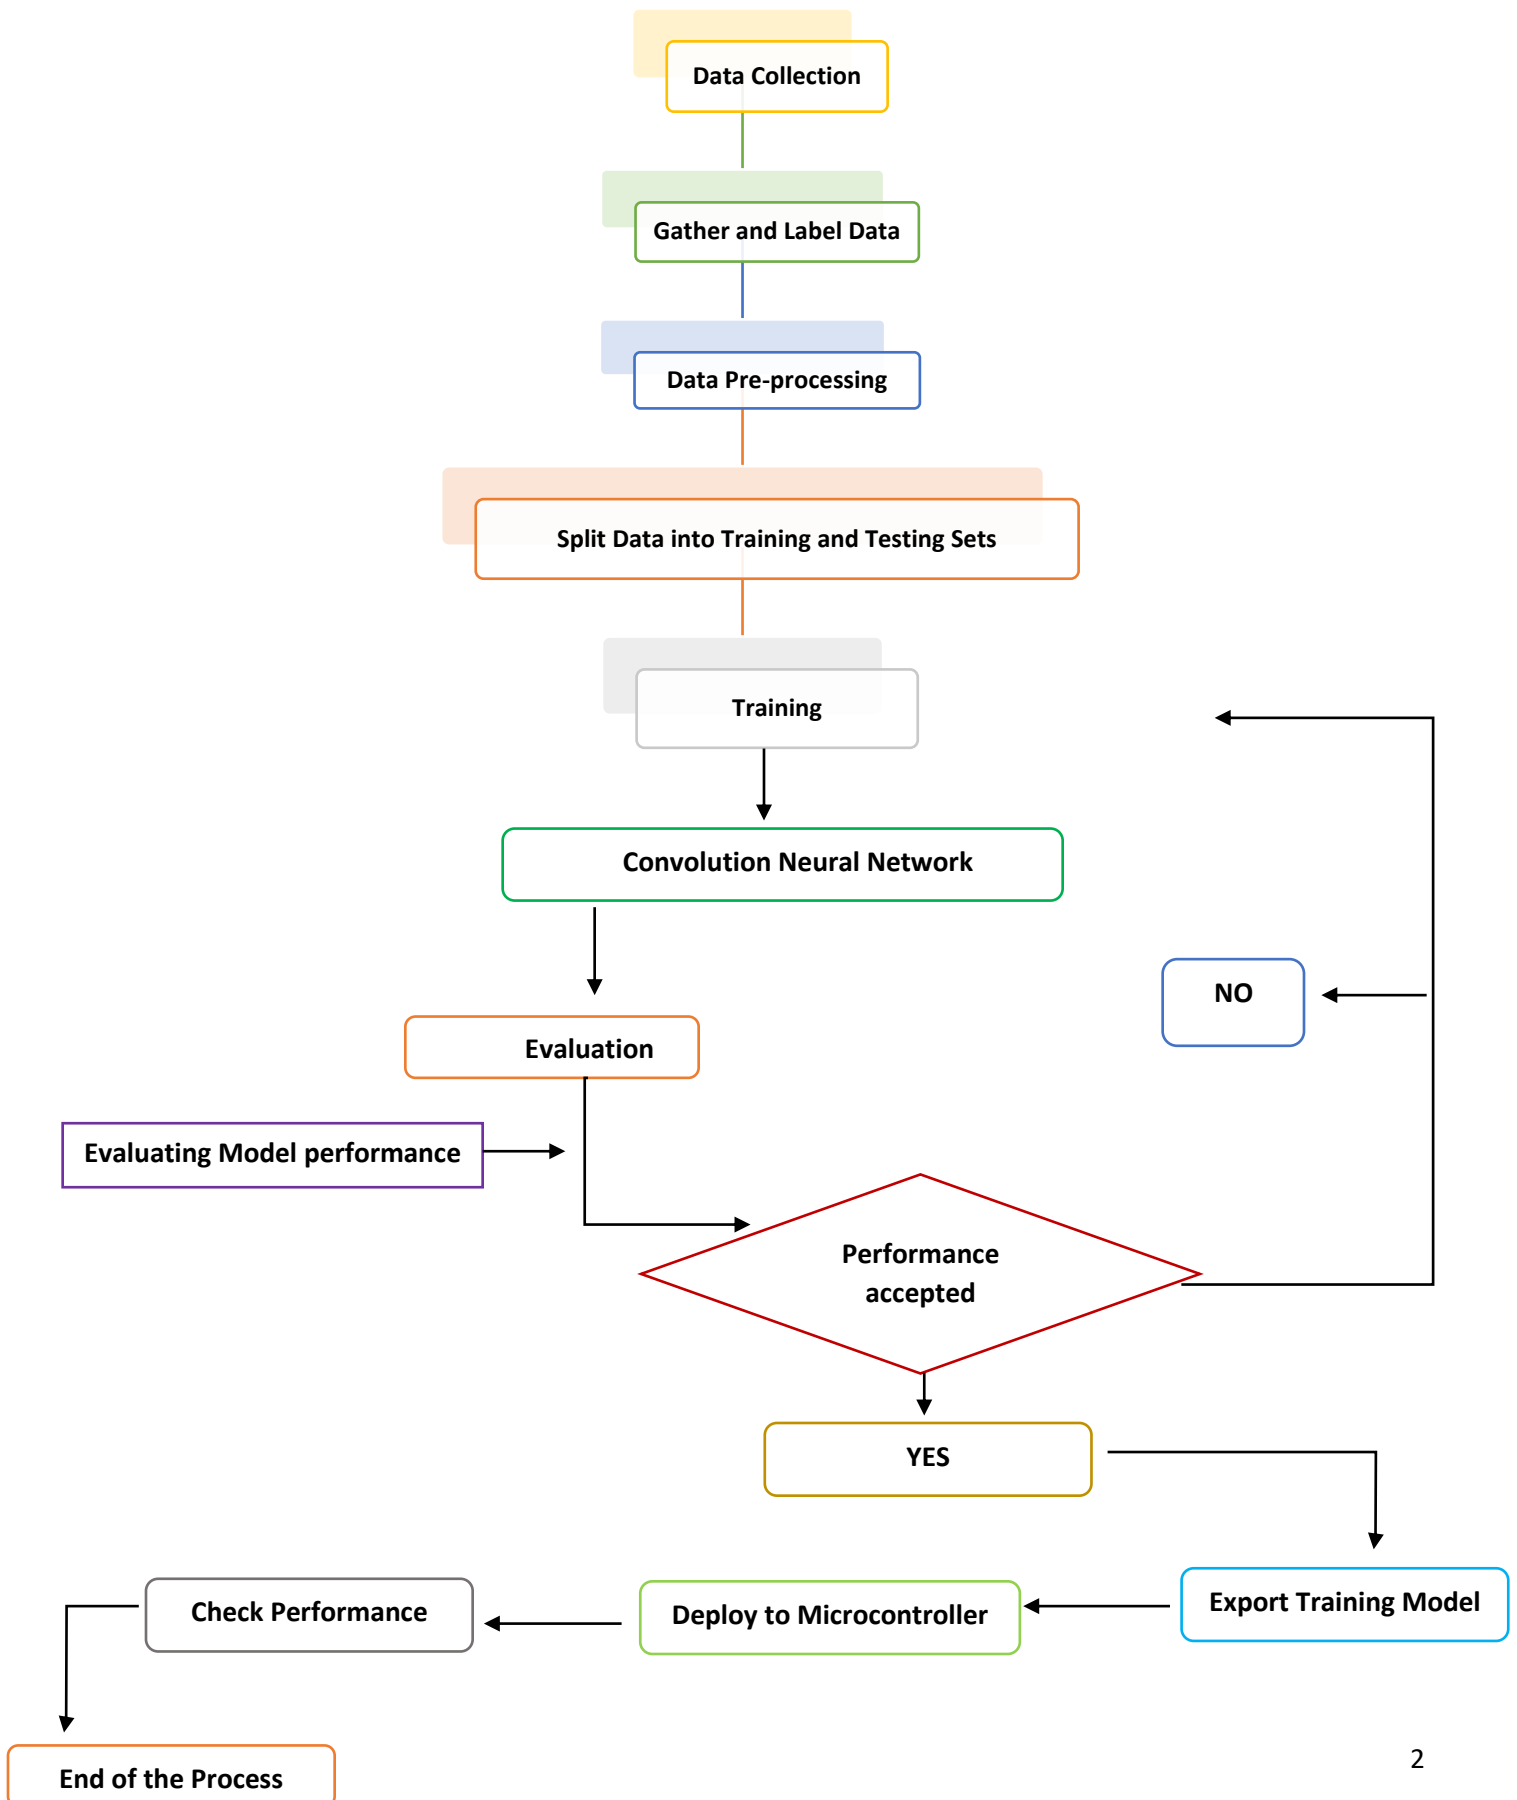 Data Collection
Gather and Label Data
Data Pre-processing
Split Data into Training and Testing Sets
Training
Convolution Neural Network
NO
Evaluation
Evaluating Model performance
Performance
accepted
YES
Export Training Model
Deploy to Microcontroller
Check Performance
End of the Process
2